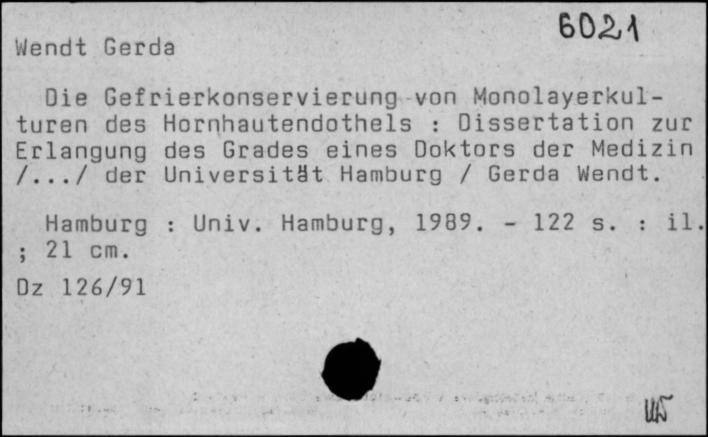 6021
Wendt Gerda
Die Gefrierkonservierung von Monolayerkul-
turen des Hornhautendothels : Dissertation zur
Erlangung des Grades eines Doktors der Medizin
/.../ der Universität Hamburg / Gerda Wendt.
Hamburg : Univ. Hamburg, 1989. - 122 s. : il.
; 21 cm.
Dz 126/91